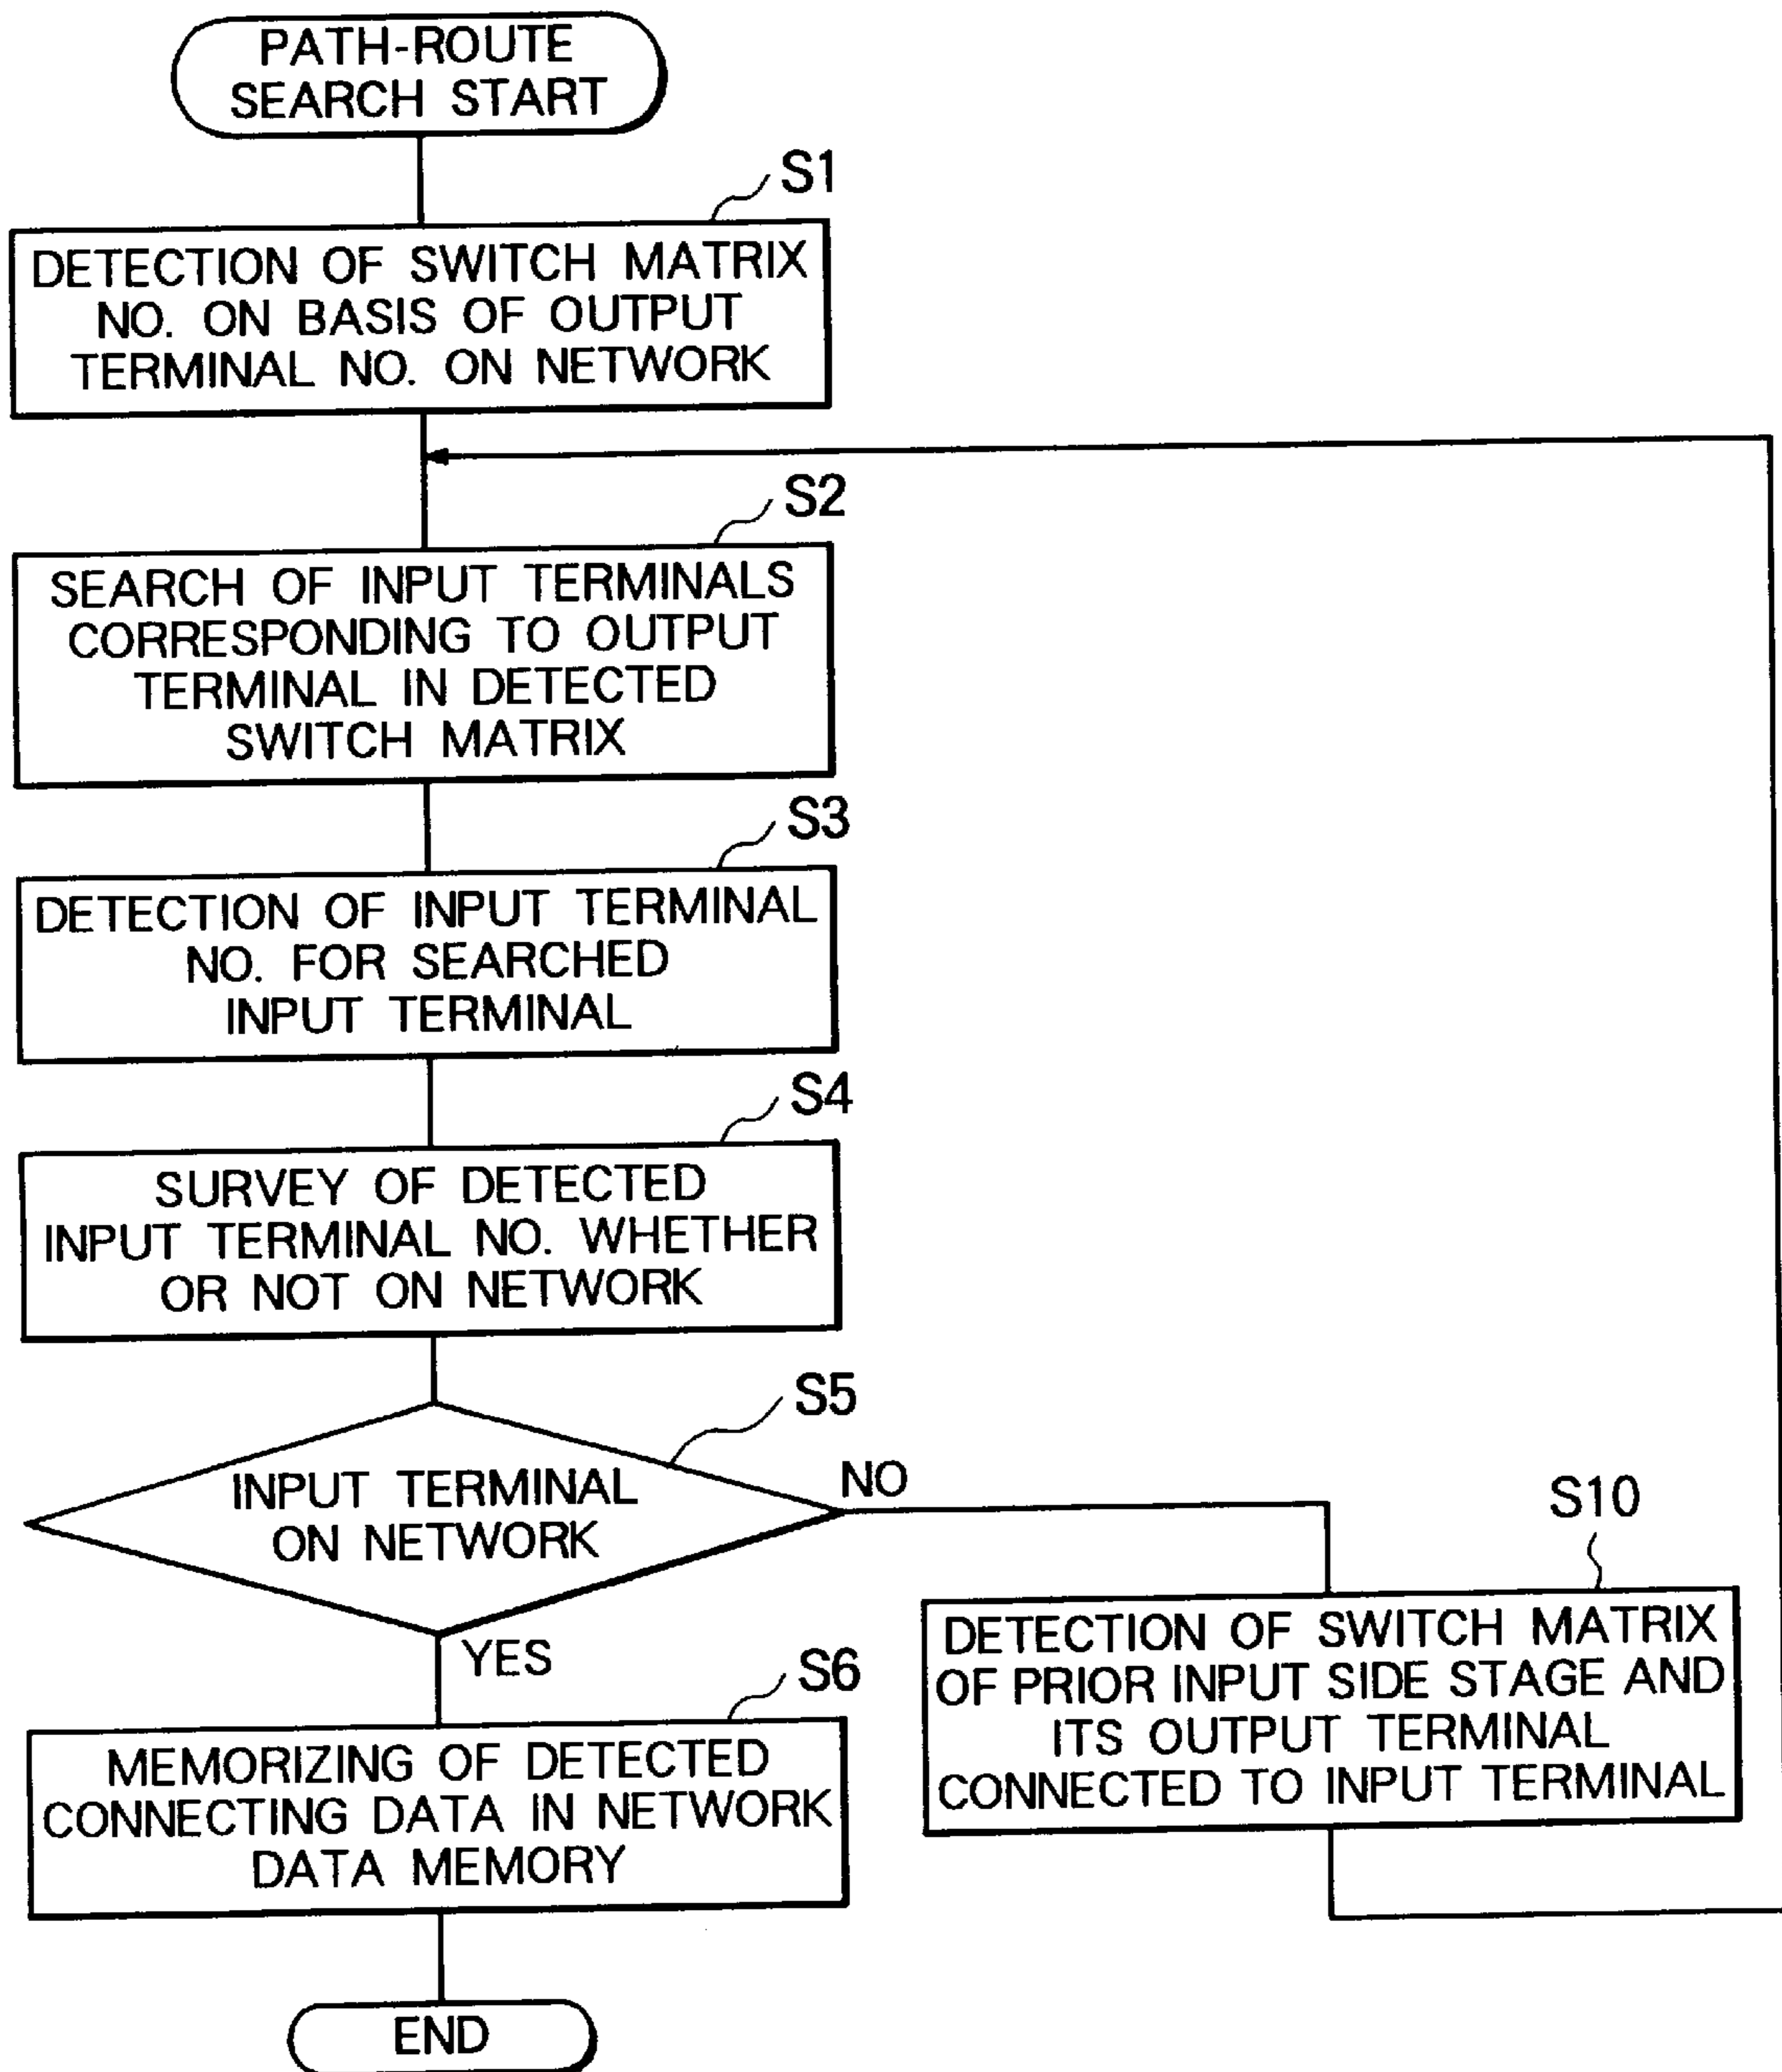 PATH-ROUTE
SEARCH START
S1
DETECTION OF SWITCH MATRIX
NO. ON BASIS OF OUTPUT
TERMINAL NO. ON NETWORK
S2
SEARCH OF INPUT TERMINALS
CORRESPONDING TO OUTPUT
TERMINAL IN DETECTED
SWITCH MATRIX
S3
DETECTION OF INPUT TERMINAL
NO. FOR SEARCHED
INPUT TERMINAL
S4
SURVEY OF DETECTED
INPUT TERMINAL NO. WHETHER
OR NOT ON NETWORK
S5
INPUT TERMINAL
ON NETWORK
NO
YES
S10
DETECTION OF SWITCH MATRIX
OF PRIOR INPUT SIDE STAGE AND
ITS OUTPUT TERMINAL
CONNECTED TO INPUT TERMINAL
S6
MEMORIZING OF DETECTED
CONNECTING DATA IN NETWORK
DATA MEMORY
END